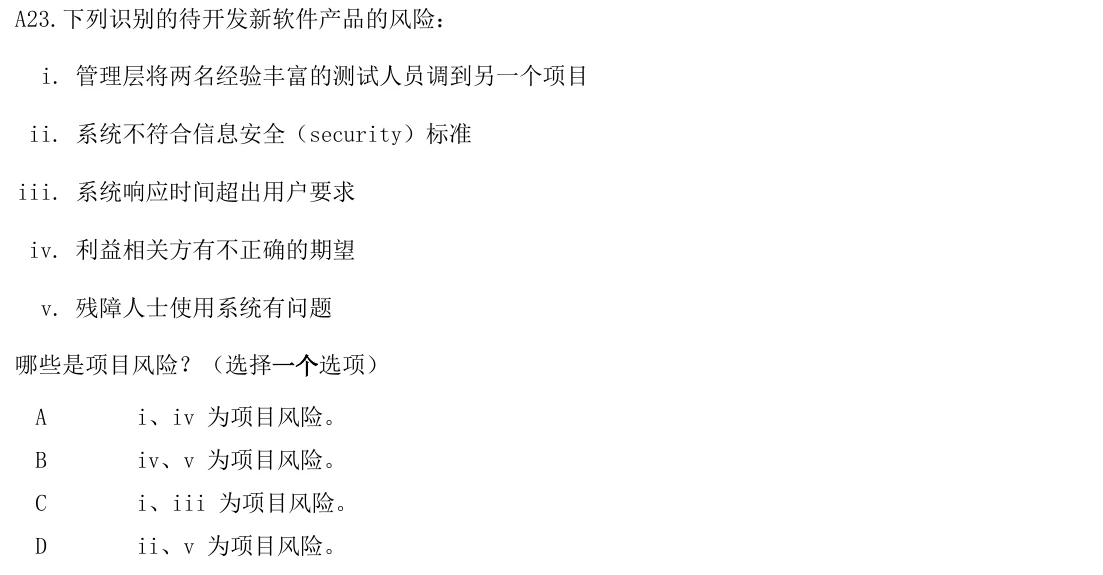 A23.下列识别的待开发新软件产品的风险：
i. 管理层将两名经验丰富的测试人员调到另一个项目
ii. 系统不符合信息安全（security）标准
iii. 系统响应时间超出用户要求
iv. 利益相关方有不正确的期望
v. 残障人士使用系统有问题
哪些是项目风险？（选择一个选项）
A i、iv 为项目风险。
B iv、v 为项目风险。
C i、iii 为项目风险。
D ii、v 为项目风险。